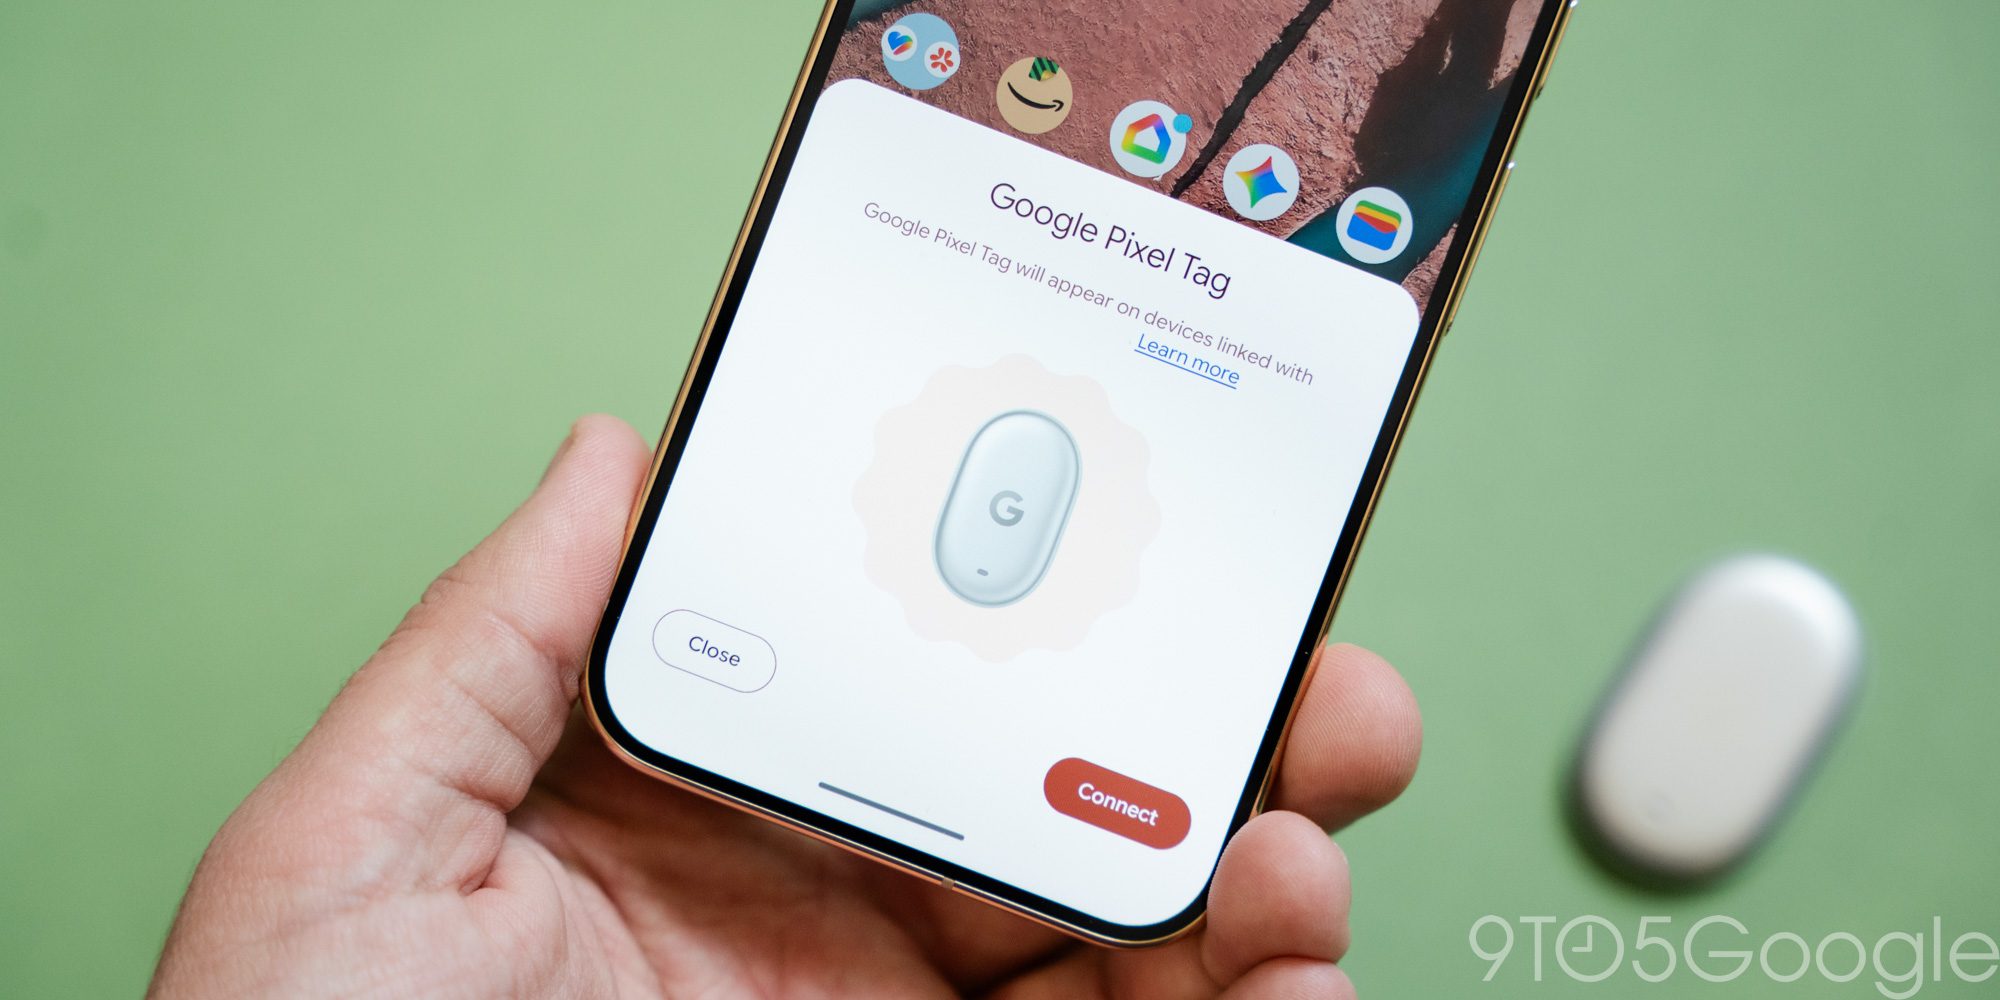 Google Pixel Tag
Google Pixel Tag will appear on devices linked with
Learn more
G
Close
Connect
9TO5Google